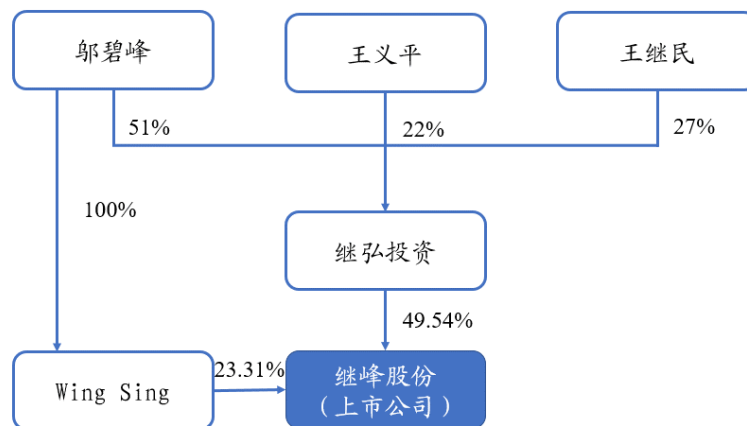 邬碧峰
王义平
王继民
51%
22%
27%
100%
继弘投资
49.54%
Wing Sing
23.31%
继峰股份
（上市公司）